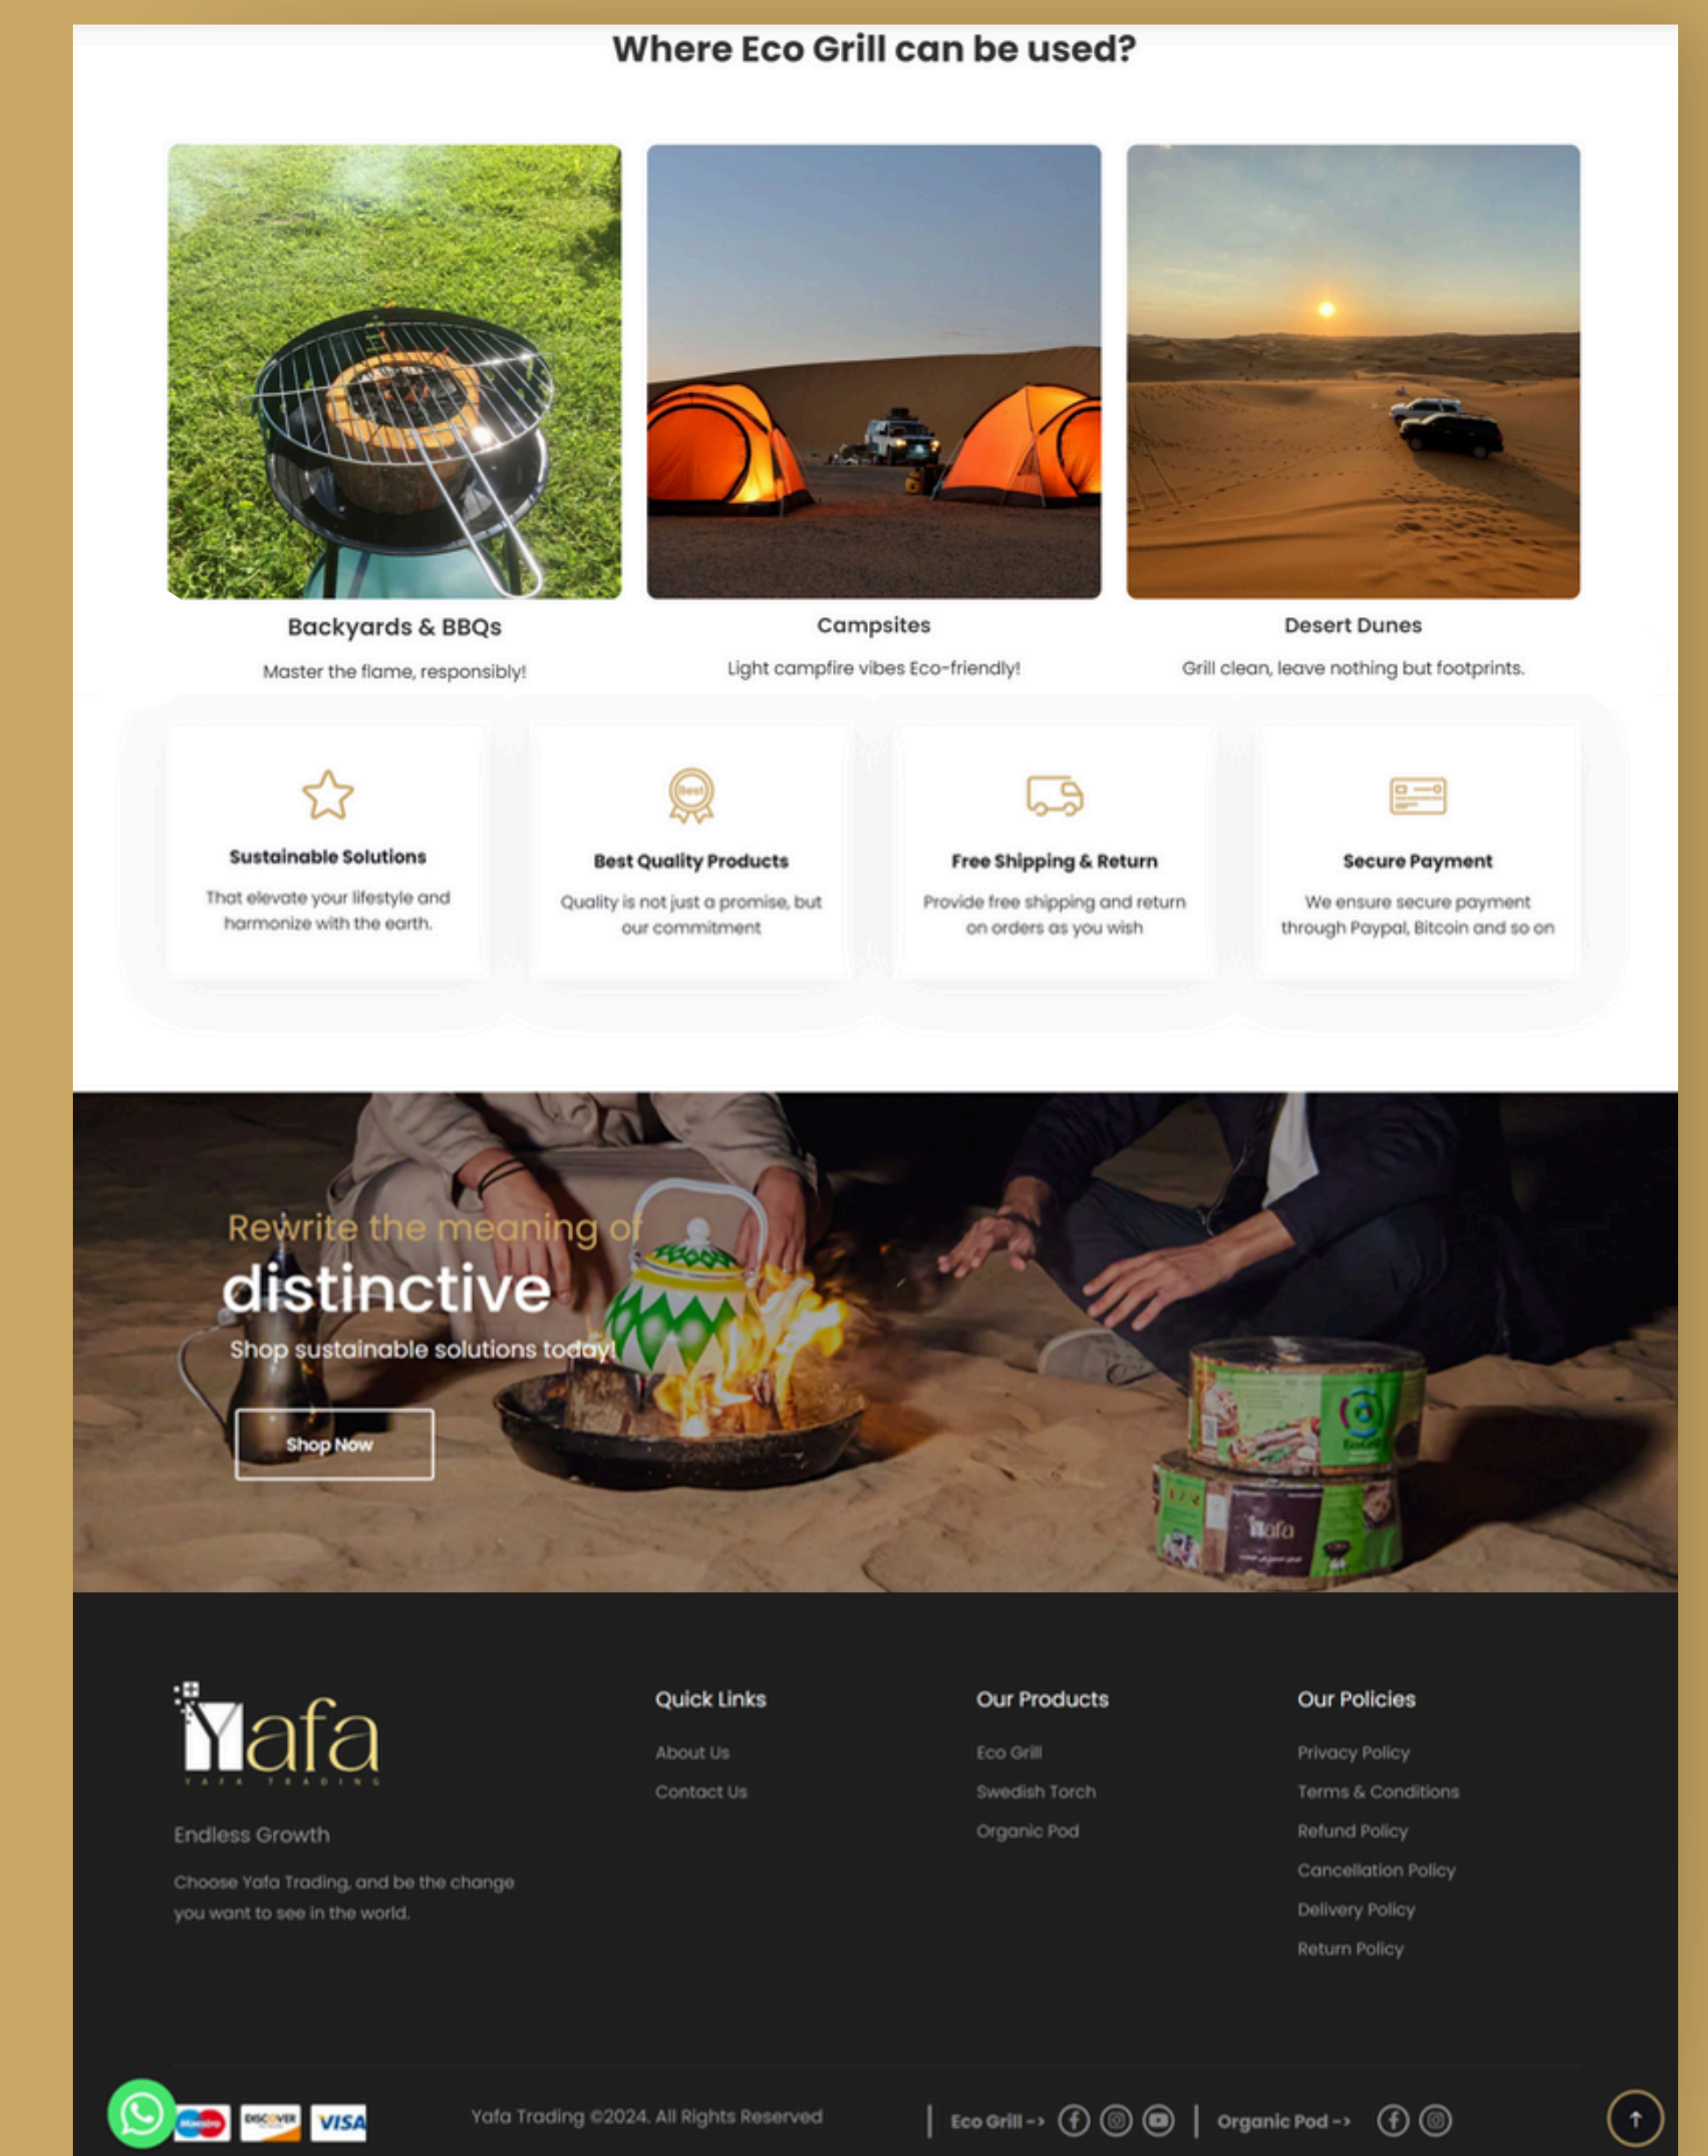 Where Eco Grill can be used?
Backyards & BBQs
Master the flame, responsibly!
Campsites
Light campfire vibes Eco-friendly!
Desert Dunes
Grill clean, leave nothing but footprints.
Best
Sustainable Solutions
That elevate your lifestyle and
harmonize with the earth.
Best Quality Products
Quality is not just a promise, but
our commitment
Free Shipping & Return
Provide free shipping and return
on orders as you wish
Secure Payment
We ensure secure payment
through Paypal, Bitcoin and so on
Rewrite the meaning of
distinctive
Shop sustainable solutions today!
Shop Now
Yafa
Yafa
YAFA TRADING
Endless Growth
Choose Yafa Trading, and be the change
you want to see in the world.
Quick Links
About Us
Contact Us
Our Products
Eco Grill
Swedish Torch
Organic Pod
Our Policies
Privacy Policy
Terms & Conditions
Refund Policy
Cancellation Policy
Delivery Policy
Return Policy
Maestro
DISCOVER
VISA
Yafa Trading ©2024. All Rights Reserved
Eco Grill ->
Organic Pod ->